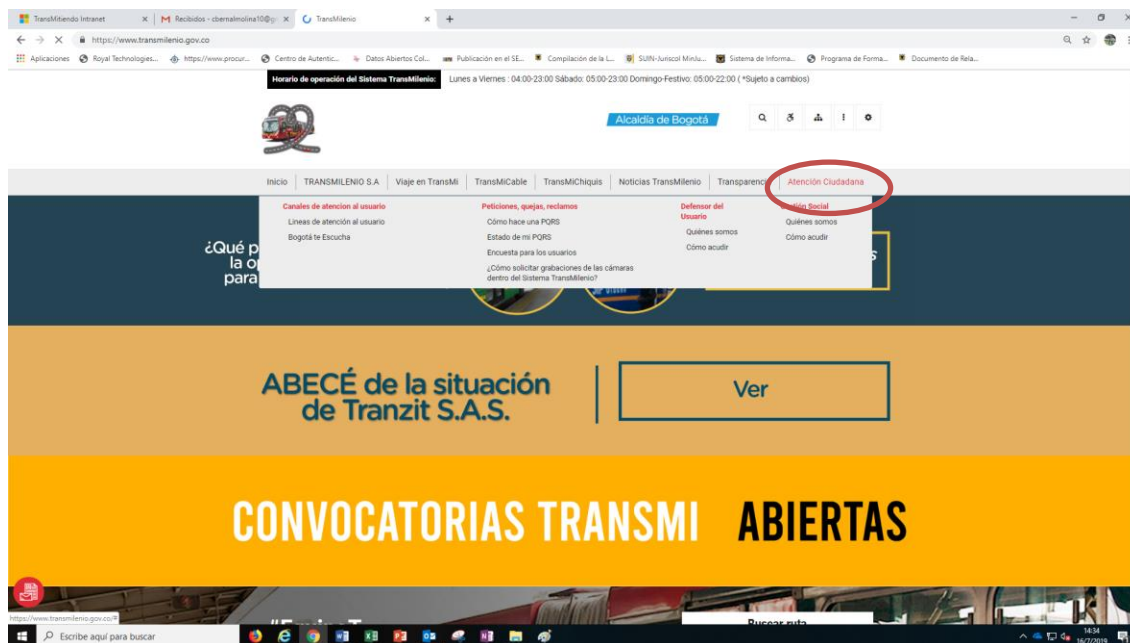 TransMitiendo Intranet
Recibidos - cbernalmolina10@g
TransMilenio
https://www.transmilenio.gov.co
Aplicaciones
Royal Technologies...
https://www.procur...
Centro de Autentic...
Datos Abiertos Col...
Publicación en el SE...
Compilación de la L...
SUIN-Juriscol MinJu...
Sistema de Informa...
Programa de Forma...
Documento de Rela...
Horario de operación del Sistema TransMilenio: Lunes a Viernes : 04:00-23:00 Sábado: 05:00-23:00 Domingo-Festivo: 05:00-22:00 ( *Sujeto a cambios)
Alcaldía de Bogotá
Inicio
TRANSMILENIO S.A
Viaje en TransMi
TransMiCable
TransMiChiquis
Noticias TransMilenio
Transparencia
Atención Ciudadana
Canales de atencion al usuario
Lineas de atención al usuario
Bogotá te Escucha
Peticiones, quejas, reclamos
Cómo hace una PQRS
Estado de mi PQRS
Encuesta para los usuarios
¿Cómo solicitar grabaciones de las cámaras
dentro del Sistema TransMilenio?
Defensor del
Usuario
Quiénes somos
Cómo acudir
Gestión Social
Quiénes somos
Cómo acudir
¿Qué p
la o
para
S
ABECÉ de la situación
de Tranzit S.A.S.
Ver
CONVOCATORIAS TRANSMI ABIERTAS
Buscar ruta
https://www.transmilenio.gov.co/#
Escribe aquí para buscar
14:34
16/7/2019